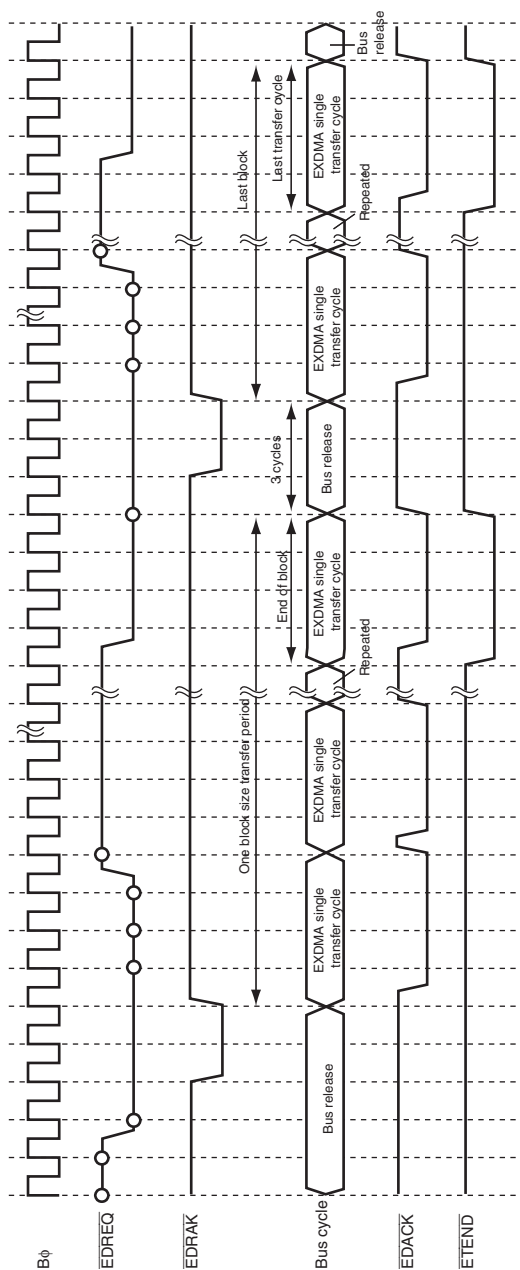 Bϕ
EDREQ
EDRAK
One block size transfer period
End of block
3 cycles
Last block
Last transfer cycle
Bus cycle
Bus release
EXDMA single
transfer cycle
EXDMA single
transfer cycle
Repeated
EXDMA single
transfer cycle
Bus release
EXDMA single
transfer cycle
Repeated
EXDMA single
transfer cycle
Bus
release
EDACK
ETEND